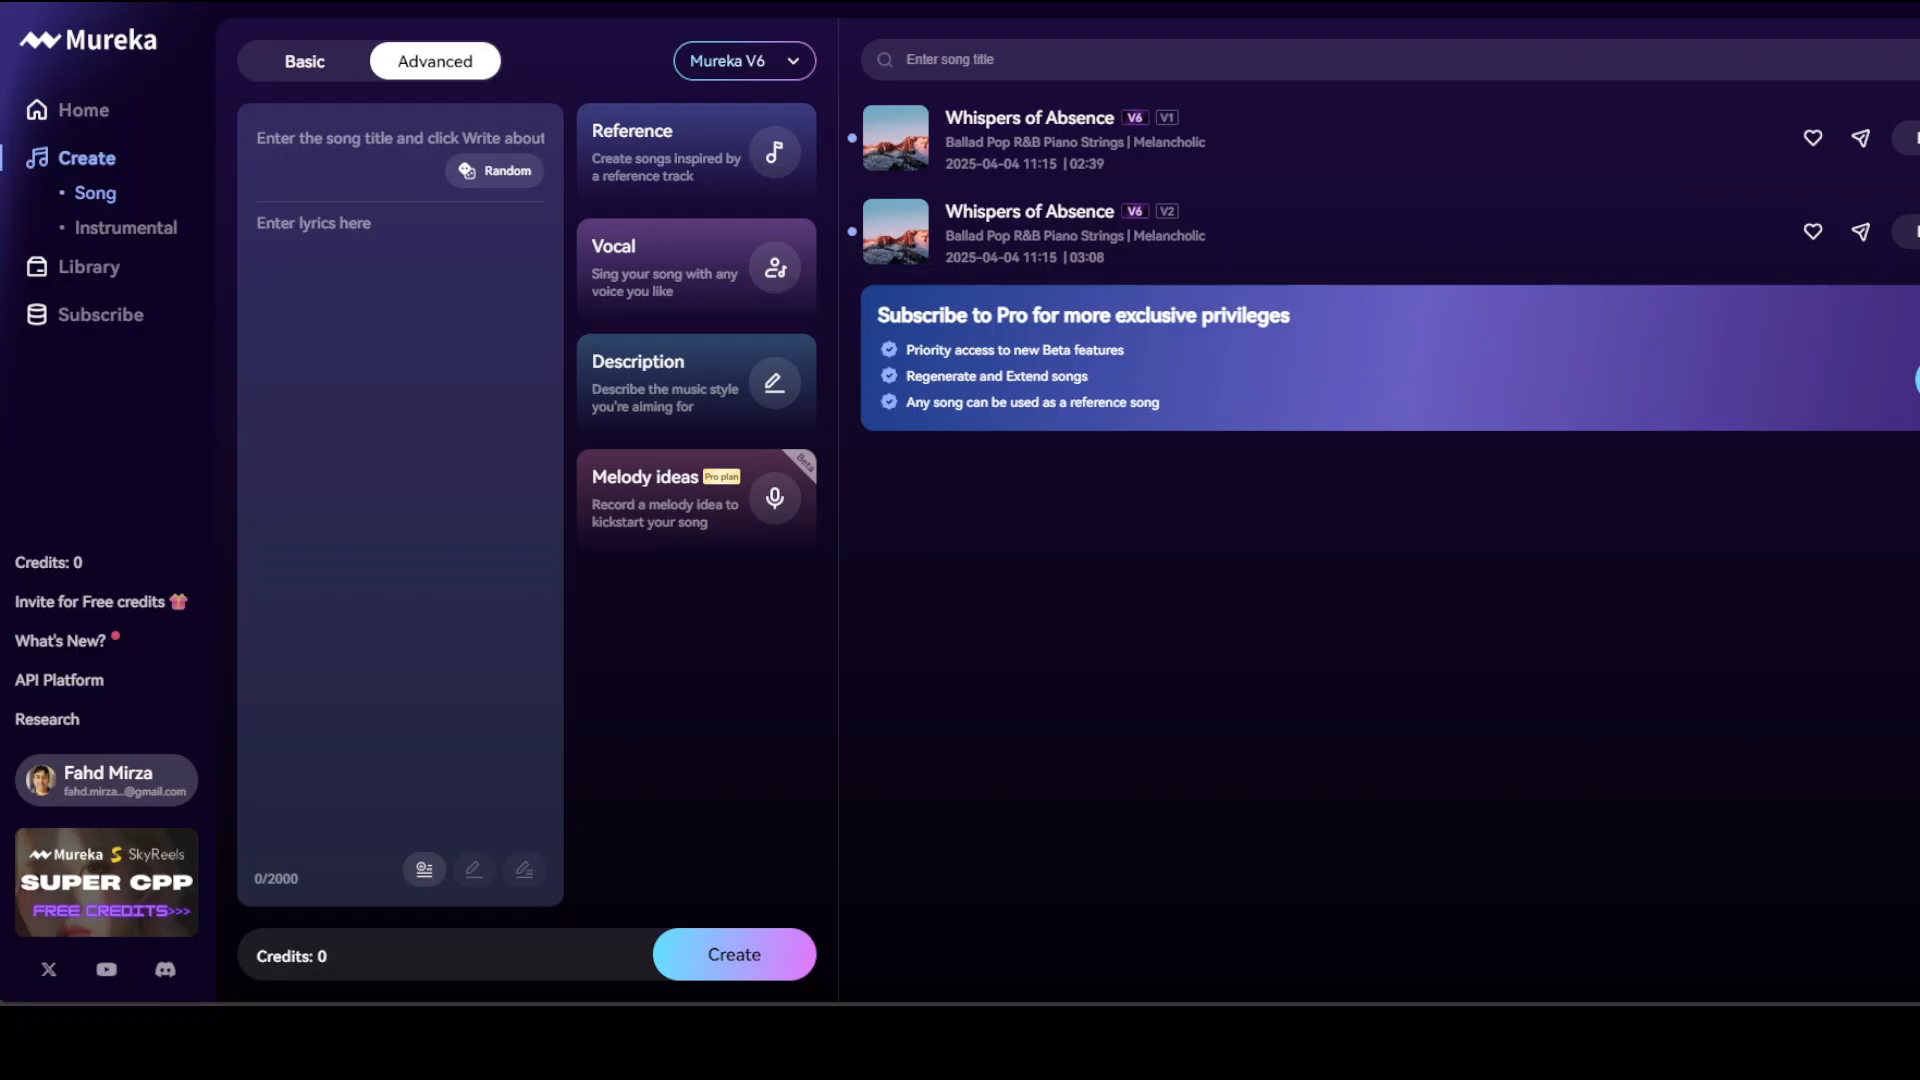 Mureka
Home
Create
Song
Instrumental
Library
Subscribe
Credits: 0
Invite for Free credits
What's New?
API Platform
Research
Fahd Mirza
fahd.mirza...@gmail.com
Mureka SkyReels
SUPER CPP
FREE CREDITS>>>
Basic
Advanced
Mureka V6
Enter the song title and click Write about
Random
Enter lyrics here
0/2000
Reference
Create songs inspired by
a reference track
Vocal
Sing your song with any
voice you like
Description
Describe the music style
you're aiming for
Beta
Melody ideas Pro plan
Record a melody idea to
kickstart your song
Credits: 0
Create
Enter song title
Whispers of Absence V6 V1
Ballad Pop R&B Piano Strings | Melancholic
2025-04-04 11:15 | 02:39
Whispers of Absence V6 V2
Ballad Pop R&B Piano Strings | Melancholic
2025-04-04 11:15 | 03:08
Subscribe to Pro for more exclusive privileges
Priority access to new Beta features
Regenerate and Extend songs
Any song can be used as a reference song